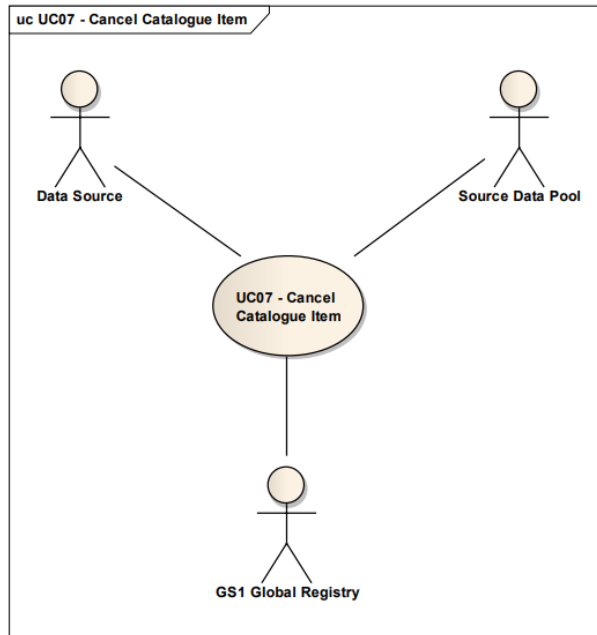 uc UC07 - Cancel Catalogue Item
Data Source
Source Data Pool
UC07 - Cancel
Catalogue Item
GS1 Global Registry